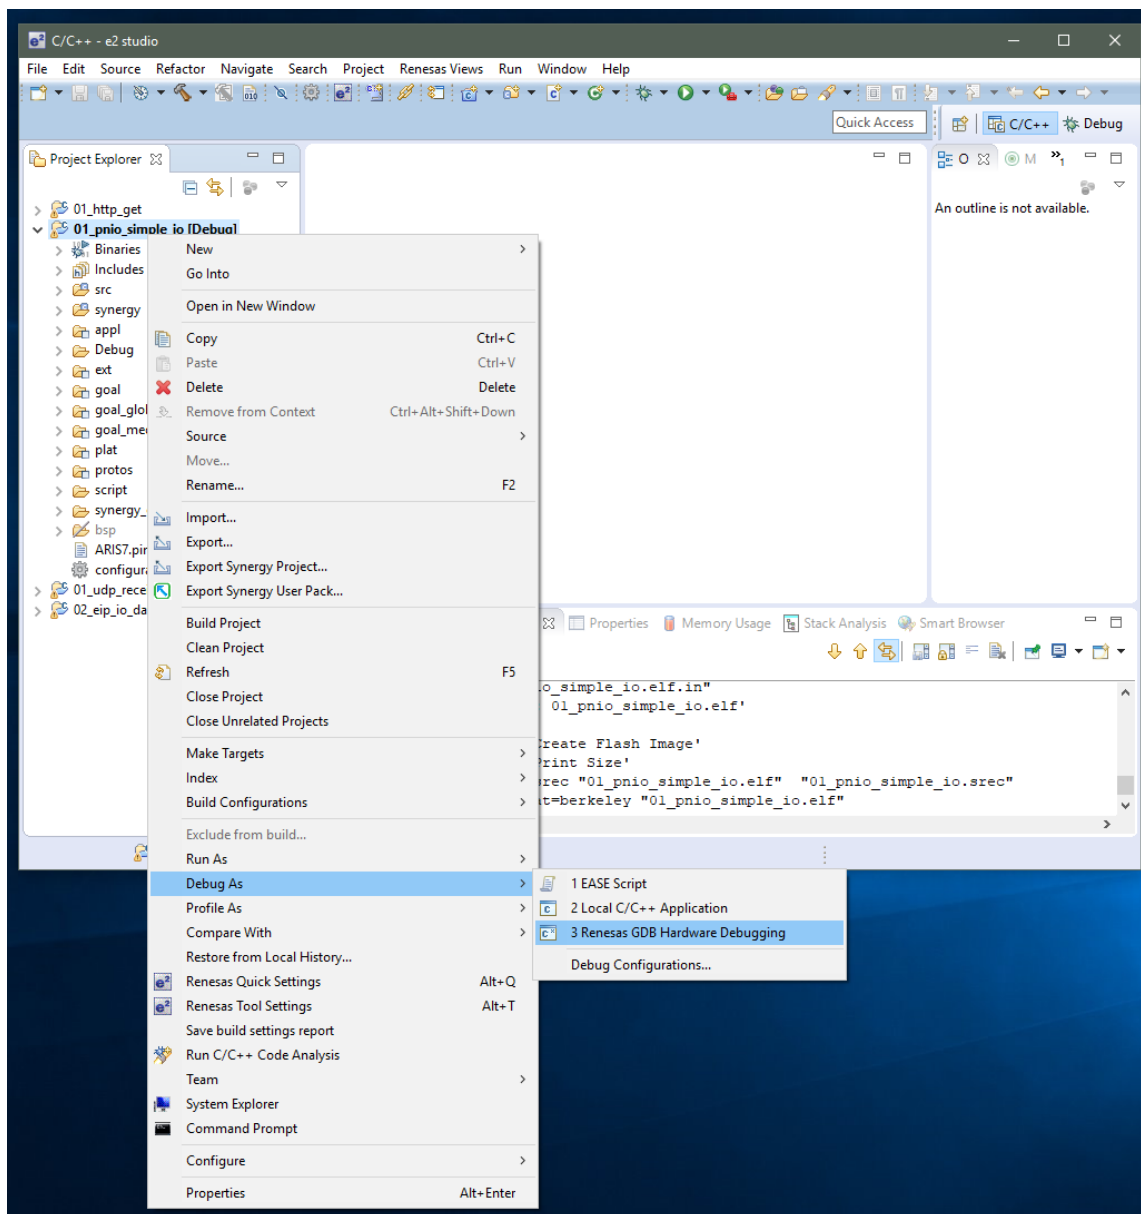 C/C++ - e2 studio
File Edit Source Refactor Navigate Search Project Renesas Views Run Window Help
Quick Access
C/C++
Debug
Project Explorer
O
M
An outline is not available.
01_http_get
01_pnio_simple_io [Debug]
Binaries
Includes
src
synergy
appl
Debug
ext
goal
goal_glo
goal_me
plat
protos
script
synergy_
bsp
ARIS7.pin
configur
01_udp_rece
02_eip_io_da
New
Go Into
Open in New Window
Copy Ctrl+C
Paste Ctrl+V
Delete Delete
Remove from Context Ctrl+Alt+Shift+Down
Source
Move...
Rename... F2
Import...
Export...
Export Synergy Project...
Export Synergy User Pack...
Build Project
Clean Project
Refresh F5
Close Project
Close Unrelated Projects
Make Targets
Index
Build Configurations
Exclude from build...
Run As
Debug As
Profile As
Compare With
Restore from Local History...
Renesas Quick Settings Alt+Q
Renesas Tool Settings Alt+T
Save build settings report
Run C/C++ Code Analysis
Team
System Explorer
Command Prompt
Configure
Properties Alt+Enter
1 EASE Script
2 Local C/C++ Application
3 Renesas GDB Hardware Debugging
Debug Configurations...
Properties Memory Usage Stack Analysis Smart Browser
o_simple_io.elf.in"
01_pnio_simple_io.elf'
Create Flash Image'
Print Size'
srec "01_pnio_simple_io.elf" "01_pnio_simple_io.srec"
at=berkeley "01_pnio_simple_io.elf"